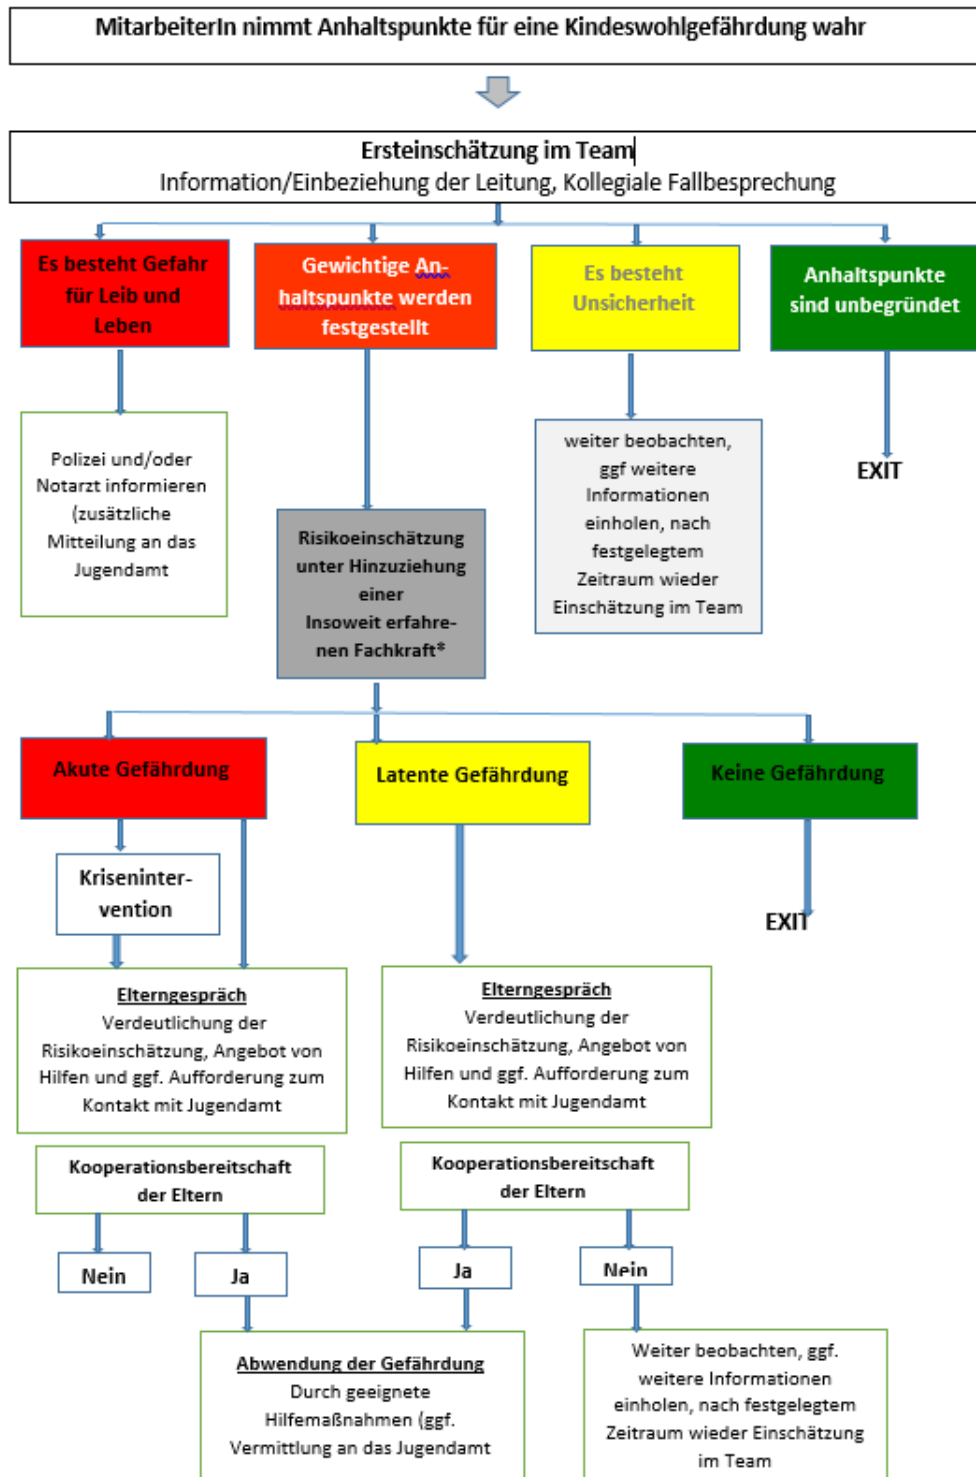 MitarbeiterIn nimmt Anhaltspunkte für eine Kindeswohlgefährdung wahr
Ersteinschätzung im Team
Information/Einbeziehung der Leitung, Kollegiale Fallbesprechung
Es besteht Gefahr
für Leib und
Leben
Gewichtige An-
haltspunkte werden
festgestellt
Es besteht
Unsicherheit
Anhaltspunkte
sind unbegründet
Polizei und/oder
Notarzt informieren
(zusätzliche
Mitteilung an das
Jugendamt
weiter beobachten,
ggf weitere
Informationen
einholen, nach
festgelegtem
Zeitraum wieder
Einschätzung im Team
EXIT
Risikoeinschätzung
unter Hinzuziehung
einer
Insoweit erfahre-
nen Fachkraft*
Akute Gefährdung
Latente Gefährdung
Keine Gefährdung
Kriseninter-
vention
EXIT
Elterngespräch
Verdeutlichung der
Risikoeinschätzung, Angebot von
Hilfen und ggf. Aufforderung zum
Kontakt mit Jugendamt
Elterngespräch
Verdeutlichung der
Risikoeinschätzung, Angebot von
Hilfen und ggf. Aufforderung zum
Kontakt mit Jugendamt
Kooperationsbereitschaft
der Eltern
Kooperationsbereitschaft
der Eltern
Nein
Ja
Ja
Nein
Abwendung der Gefährdung
Durch geeignete
Hilfemaßnahmen (ggf.
Vermittlung an das Jugendamt
Weiter beobachten, ggf.
weitere Informationen
einholen, nach festgelegtem
Zeitraum wieder Einschätzung
im Team